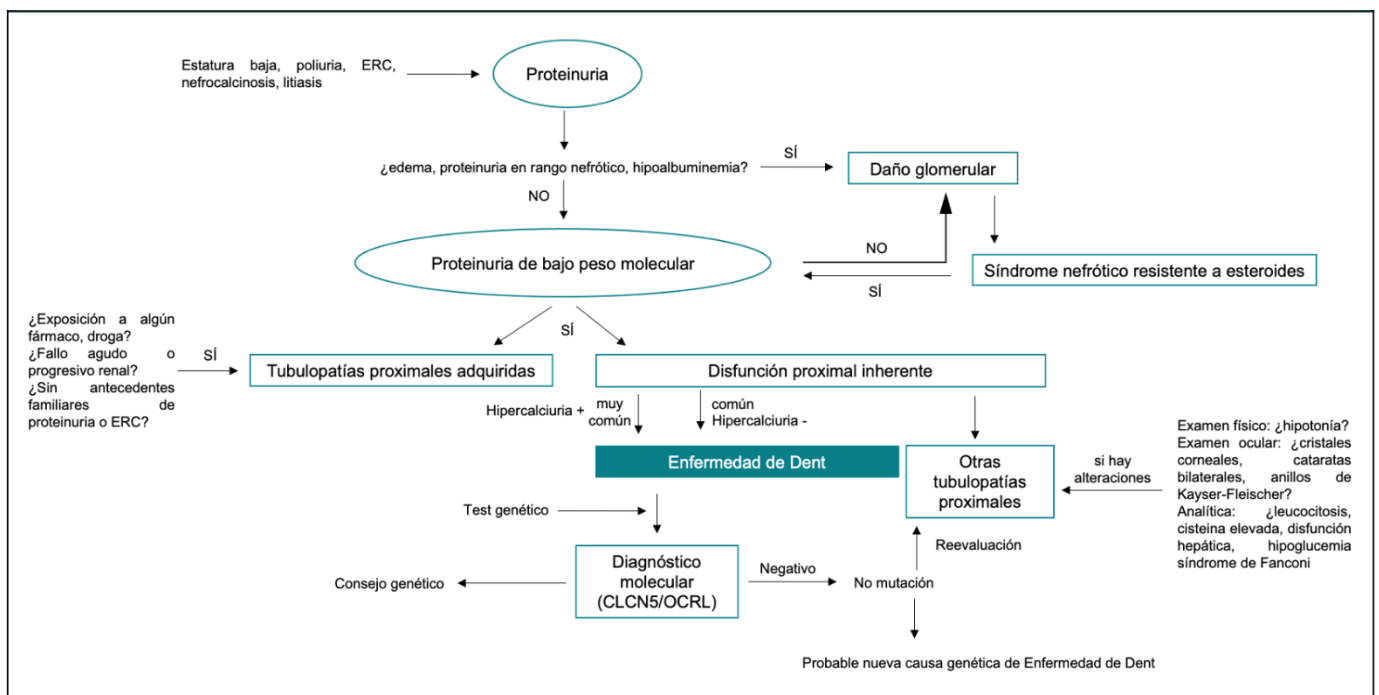 Estatura baja, poliuria, ERC,
nefrocalcinosis, litiasis
Proteinuria
¿edema, proteinuria en rango nefrótico, hipoalbuminemia?
SÍ
Daño glomerular
NO
Proteinuria de bajo peso molecular
NO
SÍ
Síndrome nefrótico resistente a esteroides
¿Exposición a algún
fármaco, droga?
¿Fallo agudo o
progresivo renal?
¿Sin antecedentes
familiares de
proteinuria o ERC?
SÍ
SÍ
Tubulopatías proximales adquiridas
Disfunción proximal inherente
Hipercalciuria +
muy
común
común
Hipercalciuria -
Enfermedad de Dent
Otras
tubulopatías
proximales
si hay
alteraciones
Examen físico: ¿hipotonía?
Examen ocular: ¿cristales
corneales, cataratas
bilaterales, anillos de
Kayser-Fleischer?
Analítica: ¿leucocitosis,
cisteina elevada, disfunción
hepática, hipoglucemia
síndrome de Fanconi
Test genético
Reevaluación
Consejo genético
Diagnóstico
molecular
(CLCN5/OCRL)
Negativo
No mutación
Probable nueva causa genética de Enfermedad de Dent